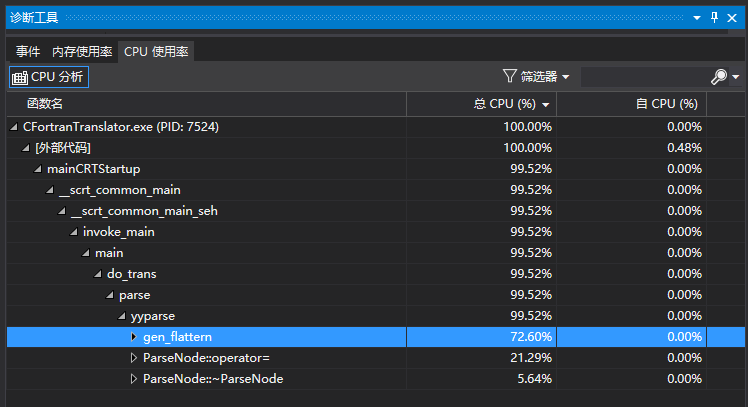 诊断工具
事件 内存使用率 CPU 使用率
CPU 分析 筛选器
函数名 总 CPU (%) 自 CPU (%)
CFortranTranslator.exe (PID: 7524) 100.00% 0.00%
[外部代码] 100.00% 0.48%
mainCRTStartup 99.52% 0.00%
__scrt_common_main 99.52% 0.00%
__scrt_common_main_seh 99.52% 0.00%
invoke_main 99.52% 0.00%
main 99.52% 0.00%
do_trans 99.52% 0.00%
parse 99.52% 0.00%
yyparse 99.52% 0.00%
gen_flattern 72.60% 0.00%
ParseNode::operator= 21.29% 0.00%
ParseNode::~ParseNode 5.64% 0.00%